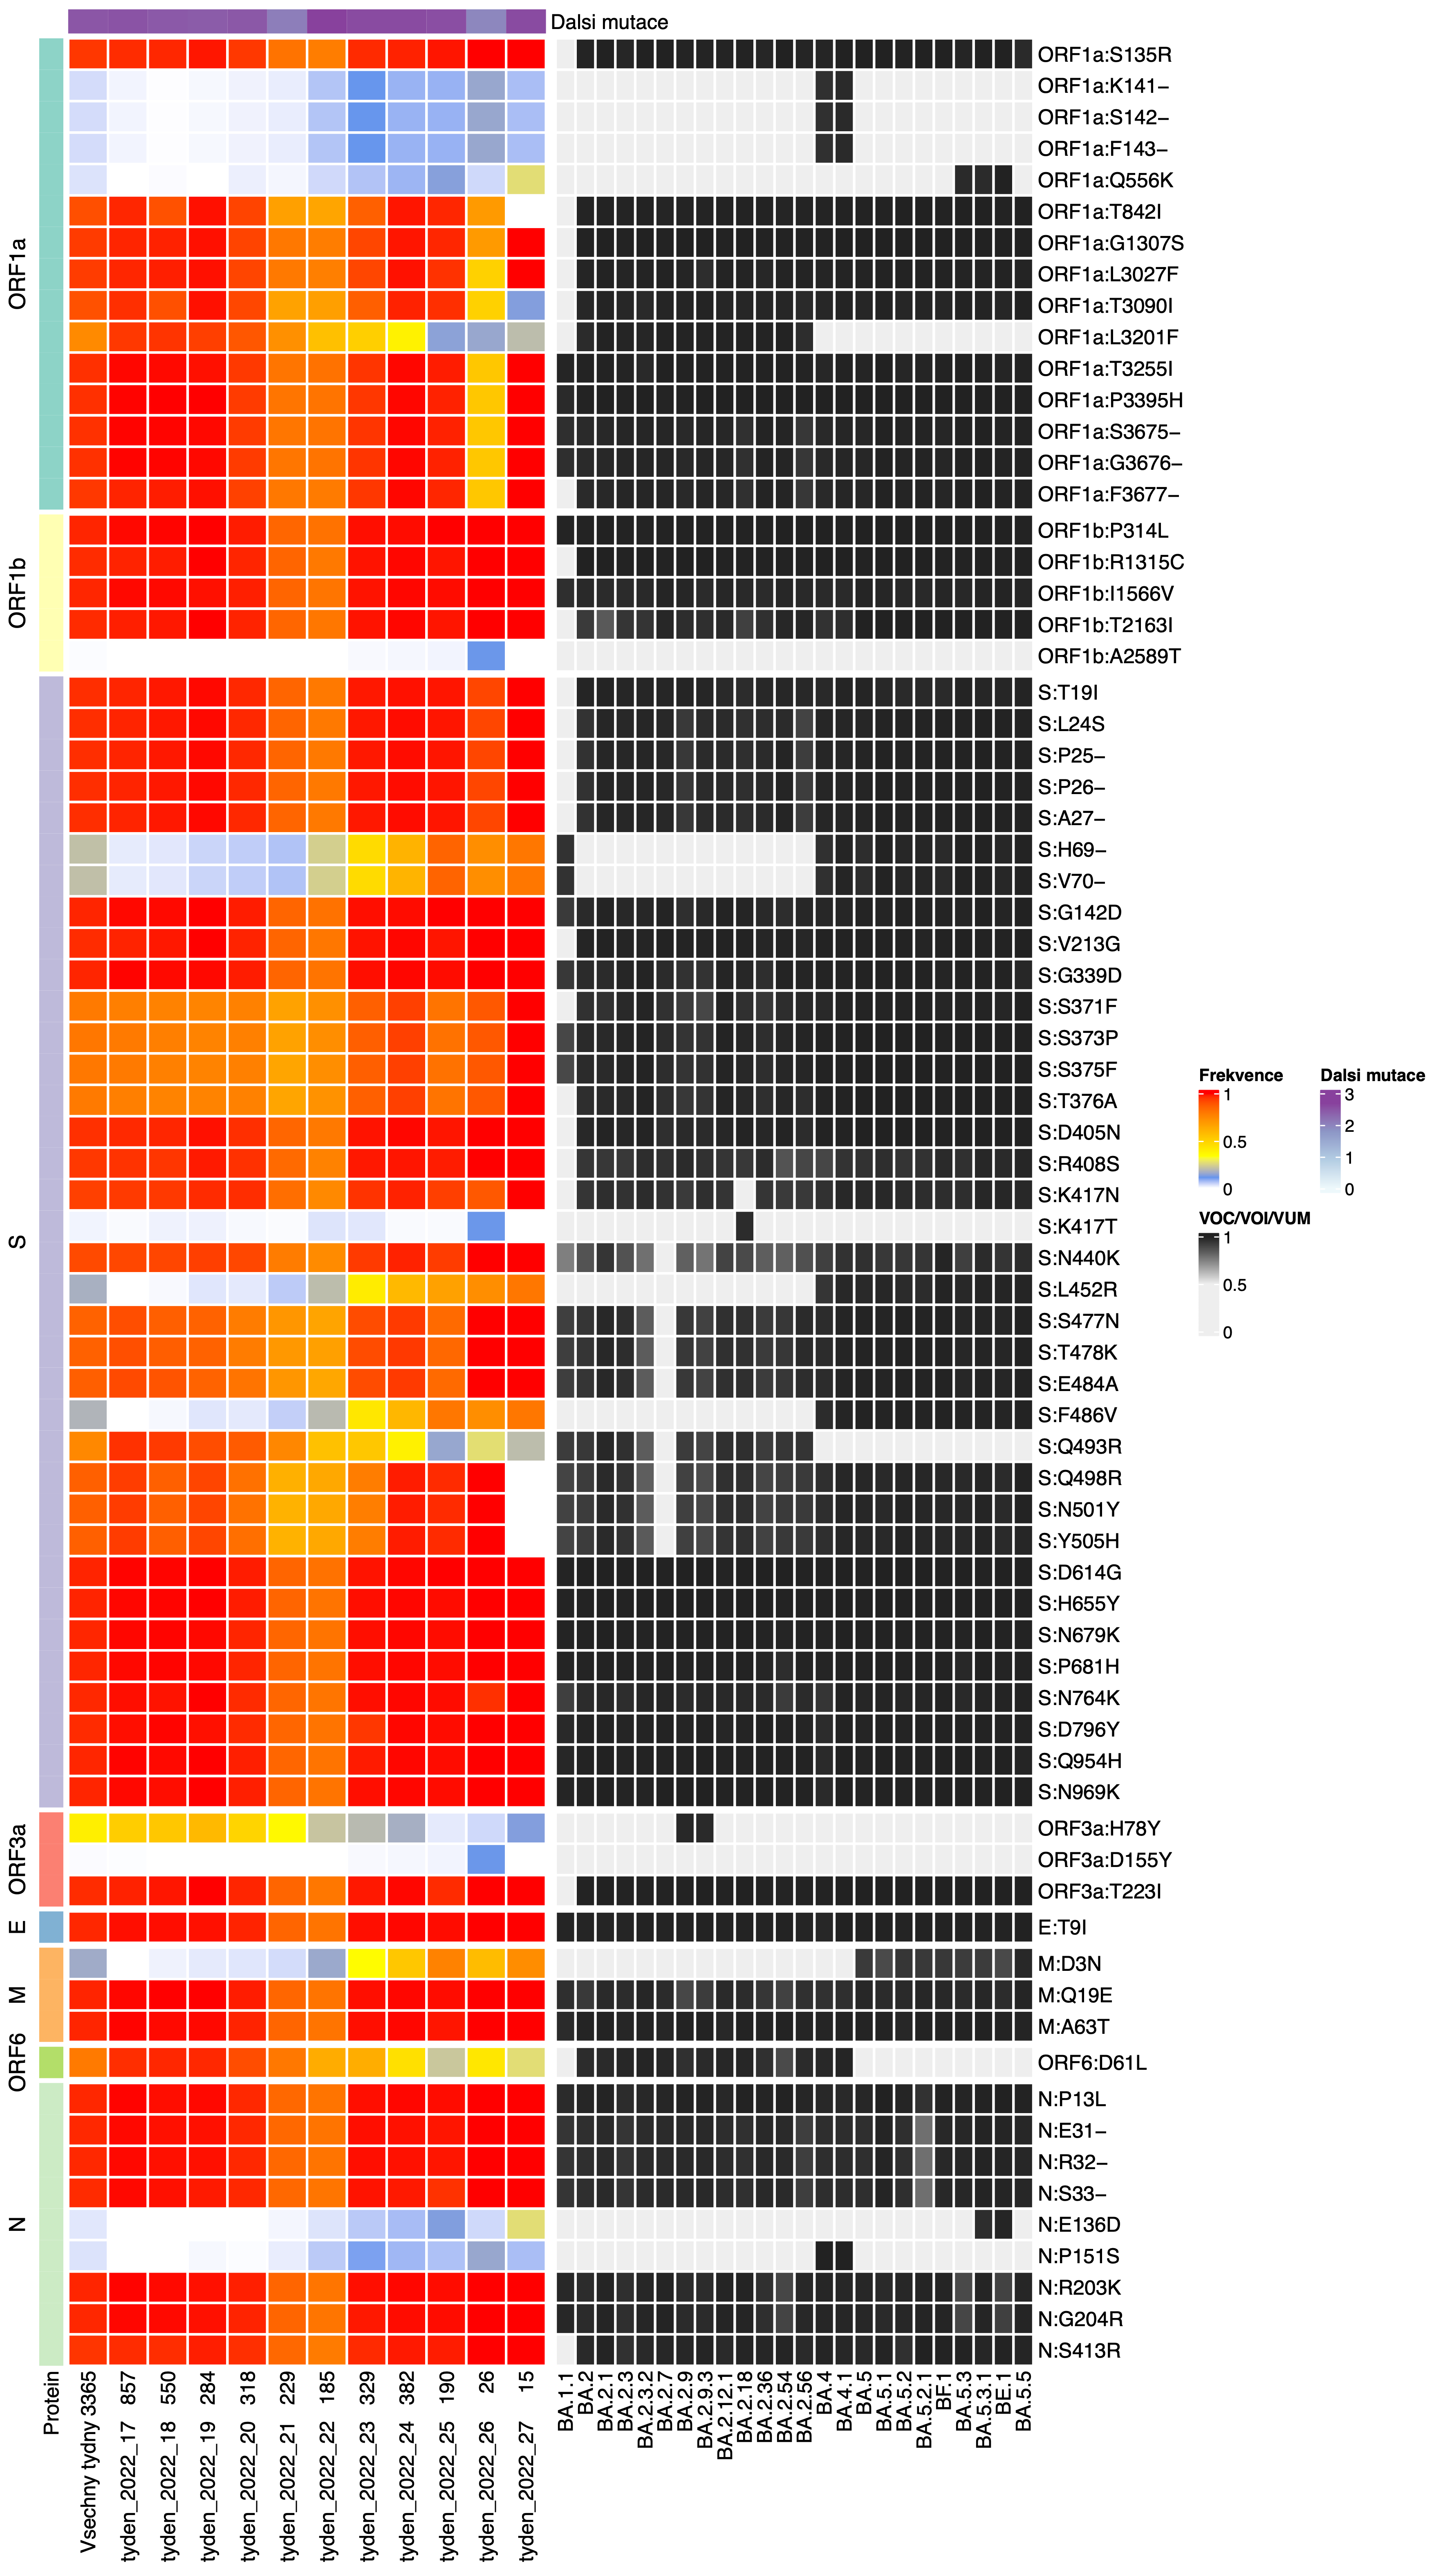 Dalsi mutace
ORF1a
ORF1a:S135R
ORF1a:K141−
ORF1a:S142−
ORF1a:F143−
ORF1a:Q556K
ORF1a:T842I
ORF1a:G1307S
ORF1a:L3027F
ORF1a:T3090I
ORF1a:L3201F
ORF1a:T3255I
ORF1a:P3395H
ORF1a:S3675−
ORF1a:G3676−
ORF1a:F3677−
ORF1b
ORF1b:P314L
ORF1b:R1315C
ORF1b:I1566V
ORF1b:T2163I
ORF1b:A2589T
S
S:T19I
S:L24S
S:P25−
S:P26−
S:A27−
S:H69−
S:V70−
S:G142D
S:V213G
S:G339D
S:S371F
S:S373P
S:S375F
S:T376A
S:D405N
S:R408S
S:K417N
S:K417T
S:N440K
S:L452R
S:S477N
S:T478K
S:E484A
S:F486V
S:Q493R
S:Q498R
S:N501Y
S:Y505H
S:D614G
S:H655Y
S:N679K
S:P681H
S:N764K
S:D796Y
S:Q954H
S:N969K
ORF3a
ORF3a:H78Y
ORF3a:D155Y
ORF3a:T223I
E
E:T9I
M
M:D3N
M:Q19E
M:A63T
ORF6
ORF6:D61L
N
N:P13L
N:E31−
N:R32−
N:S33−
N:E136D
N:P151S
N:R203K
N:G204R
N:S413R
Protein
Vsechny tydny 3365
tyden_2022_17 857
tyden_2022_18 550
tyden_2022_19 284
tyden_2022_20 318
tyden_2022_21 229
tyden_2022_22 185
tyden_2022_23 329
tyden_2022_24 382
tyden_2022_25 190
tyden_2022_26 26
tyden_2022_27 15
BA.1.1
BA.2
BA.2.1
BA.2.3
BA.2.3.2
BA.2.7
BA.2.9
BA.2.9.3
BA.2.12.1
BA.2.18
BA.2.36
BA.2.54
BA.2.56
BA.4
BA.4.1
BA.5
BA.5.1
BA.5.2
BA.5.2.1
BF.1
BA.5.3
BA.5.3.1
BE.1
BA.5.5
Frekvence
1
0.5
0
Dalsi mutace
3
2
1
0
VOC/VOI/VUM
1
0.5
0